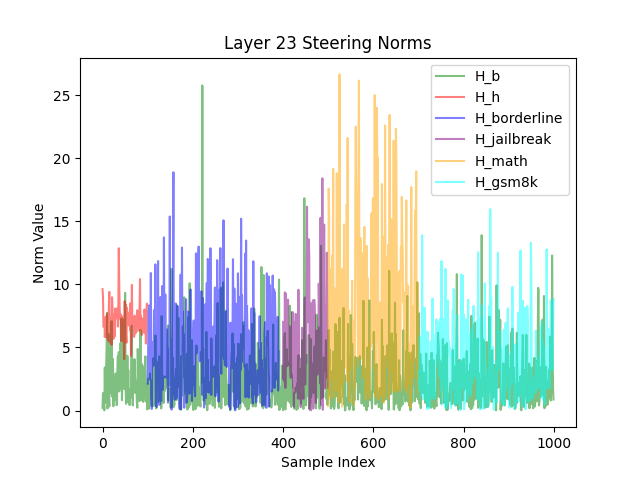 Layer 23 Steering Norms
H_b
H_h
H_borderline
H_jailbreak
H_math
H_gsm8k
Norm Value
25
20
15
10
5
0
0 200 400 600 800 1000
Sample Index